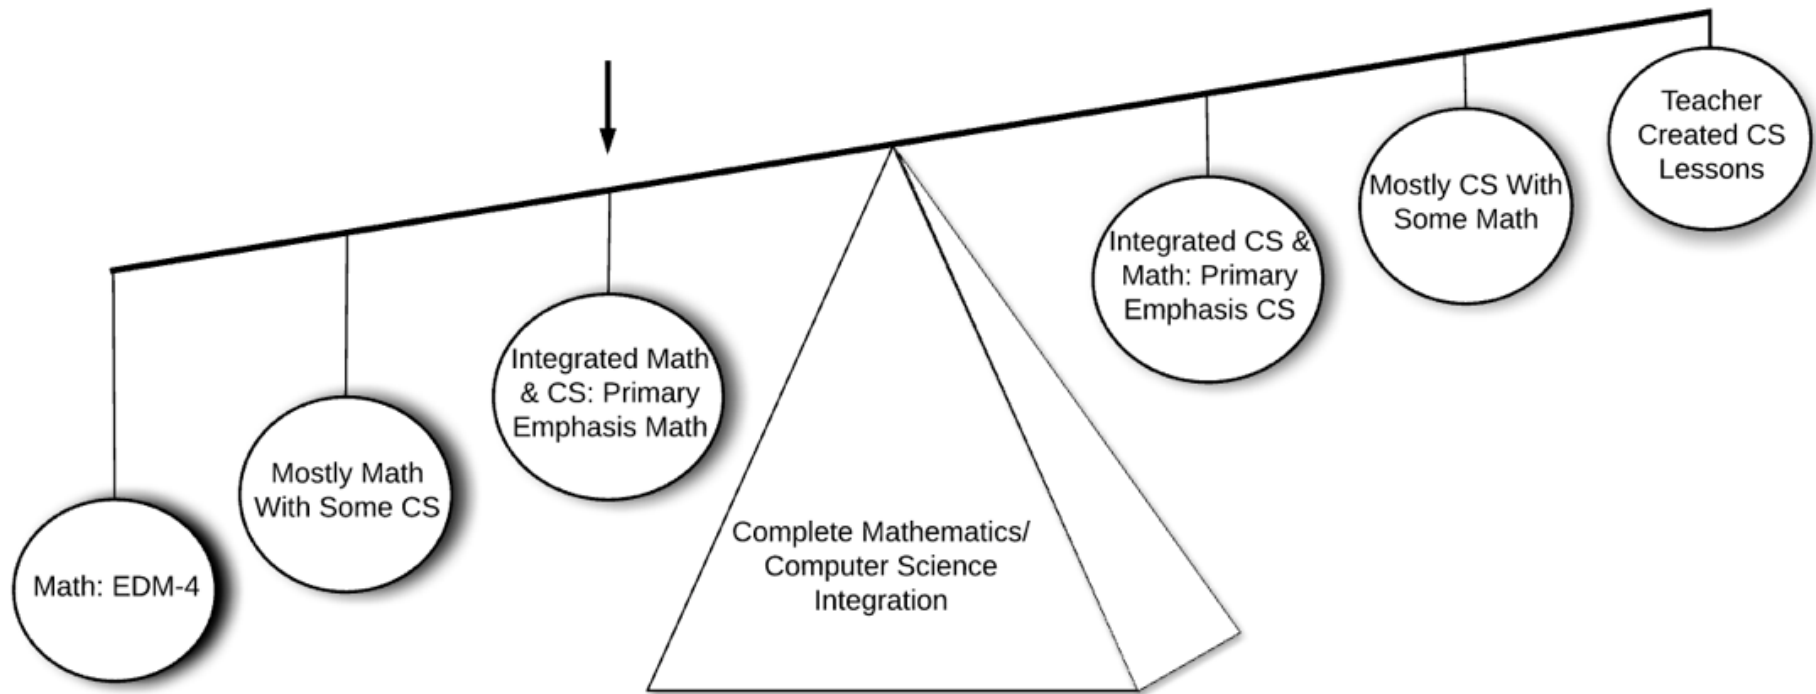 Math: EDM-4
Mostly Math
With Some CS
Integrated Math
& CS: Primary
Emphasis Math
Complete Mathematics/
Computer Science
Integration
Integrated CS &
Math: Primary
Emphasis CS
Mostly CS With
Some Math
Teacher
Created CS
Lessons